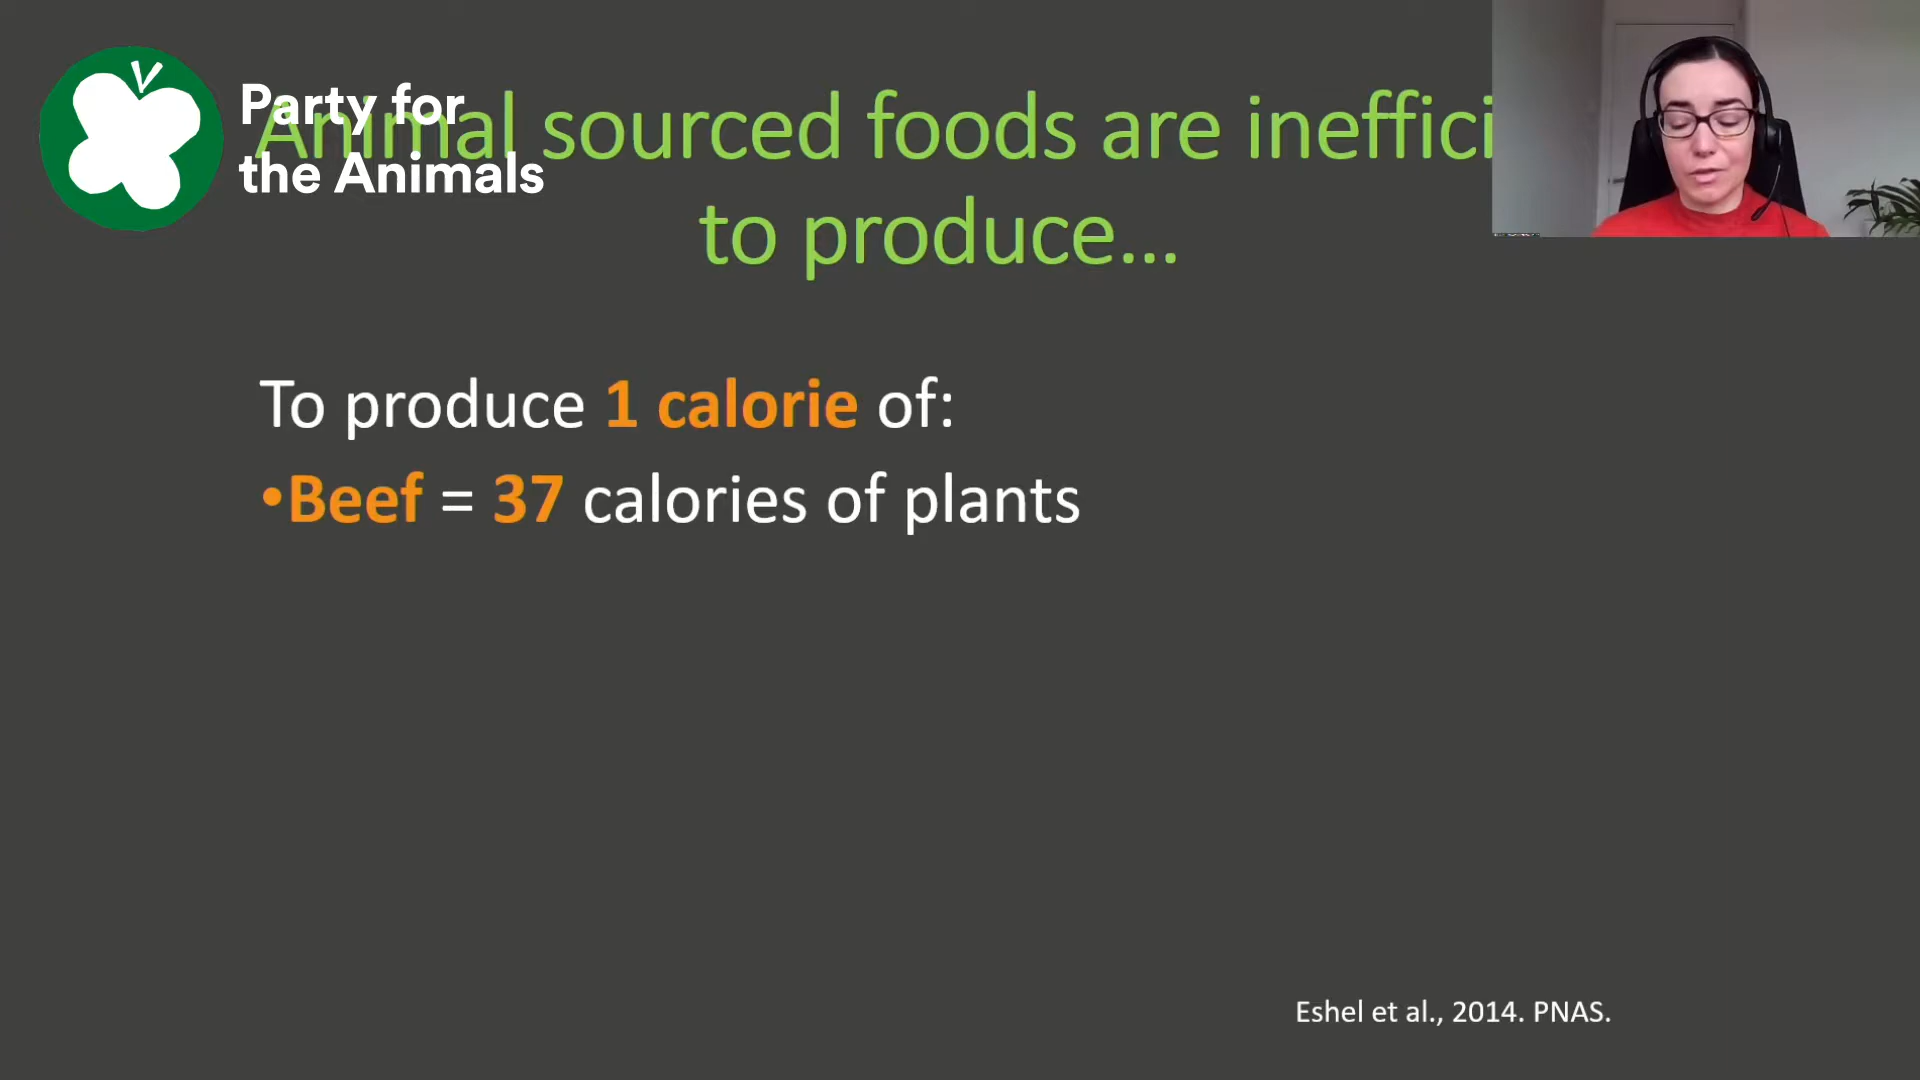 Party for
the Animals
Animal sourced foods are ineffici
to produce...
To produce 1 calorie of:
•Beef = 37 calories of plants
Eshel et al., 2014. PNAS.